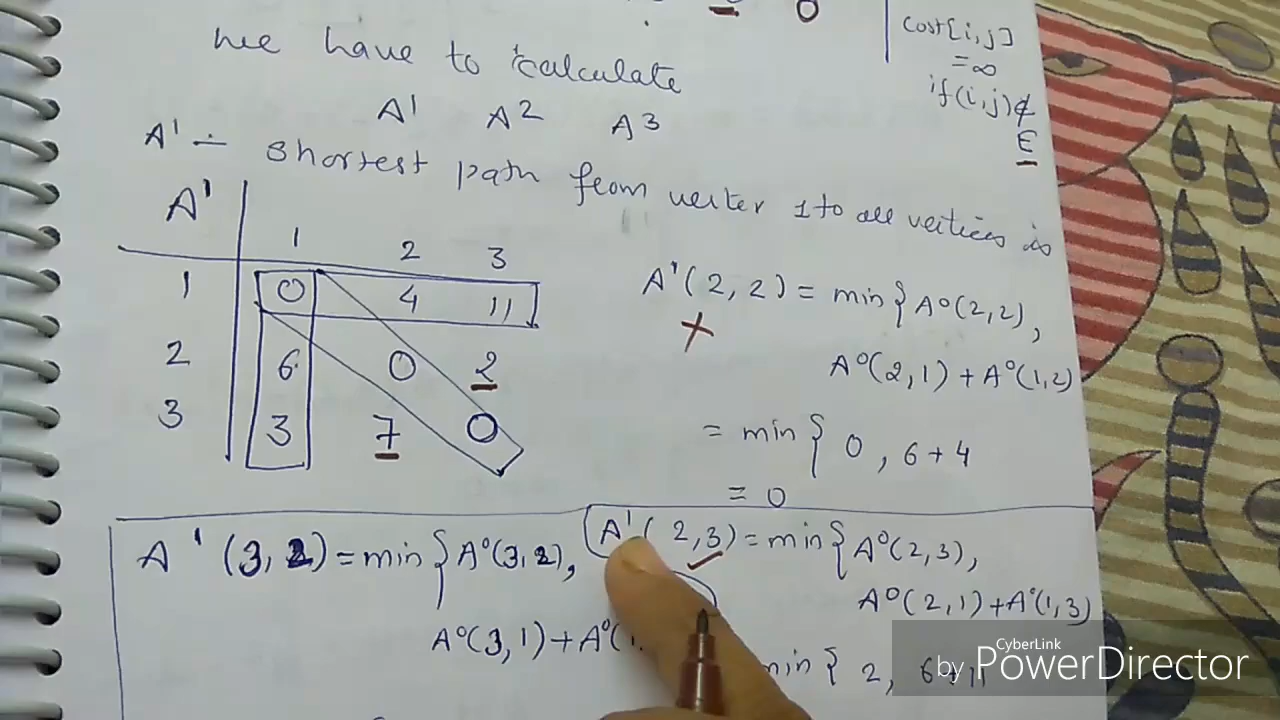 0
cost[i,j]
= ∞
if (i,j) ∉
E
we have to calculate
A¹ A² A³
A¹ – shortest path from vertex 1 to all vertices is
A¹
1 2 3
1 0 4 11
2 6 0 2
3 3 7 0
A¹(2,2) = min { A⁰(2,2),
A⁰(2,1) + A⁰(1,2)
= min { 0, 6+4
= 0
A¹(3,2) = min { A⁰(3,2),
A⁰(3,1) + A⁰(
A¹(2,3) = min { A⁰(2,3),
A⁰(2,1) + A⁰(1,3)
min { 2, 6+11
CyberLink
by PowerDirector